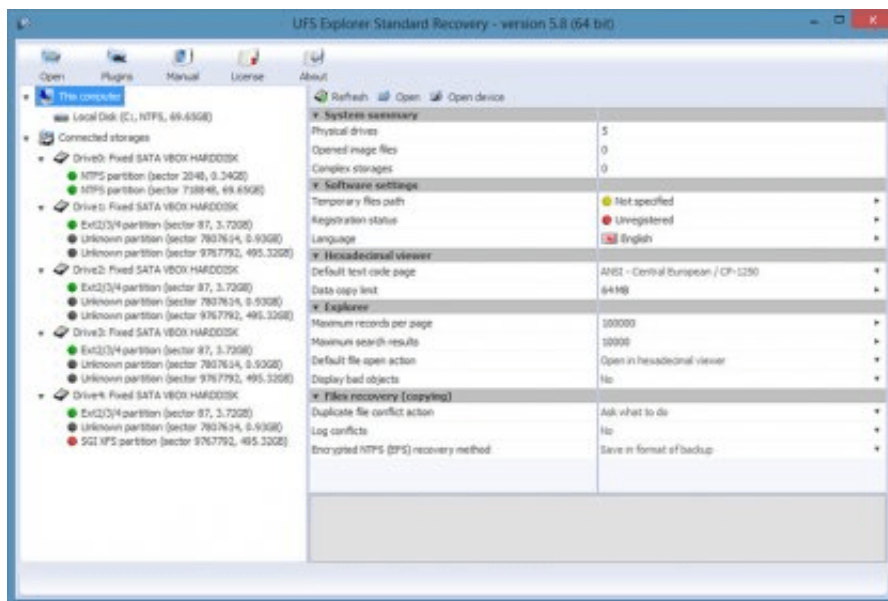 UFS Explorer Standard Recovery - version 5.8 (64 bit)
Open Plugins Manual License About
This computer
Local Disk (C:, NTFS, 69.65GB)
Connected storages
Drive0: Fixed SATA VBOX HARDDISK
NTFS partition (sector 2048, 0.34GB)
NTFS partition (sector 718848, 69.65GB)
Drive1: Fixed SATA VBOX HARDDISK
Ext2/3/4 partition (sector 87, 3.72GB)
Unknown partition (sector 7807614, 0.93GB)
Unknown partition (sector 9767792, 495.32GB)
Drive2: Fixed SATA VBOX HARDDISK
Ext2/3/4 partition (sector 87, 3.72GB)
Unknown partition (sector 7807614, 0.93GB)
Unknown partition (sector 9767792, 495.32GB)
Drive3: Fixed SATA VBOX HARDDISK
Ext2/3/4 partition (sector 87, 3.72GB)
Unknown partition (sector 7807614, 0.93GB)
Unknown partition (sector 9767792, 495.32GB)
Drive4: Fixed SATA VBOX HARDDISK
Ext2/3/4 partition (sector 87, 3.72GB)
Unknown partition (sector 7807614, 0.93GB)
SGI XFS partition (sector 9767792, 495.32GB)
Refresh Open Open device
System summary
Physical drives 5
Opened image files 0
Complex storages 0
Software settings
Temporary files path Not specified
Registration status Unregistered
Language English
Hexadecimal viewer
Default text code page ANSI - Central European / CP-1250
Data copy limit 64 MB
Explorer
Maximum records per page 100000
Maximum search results 10000
Default file open action Open in hexadecimal viewer
Display bad objects No
Files recovery (copying)
Duplicate file conflict action Ask what to do
Log conflicts No
Encrypted NTFS (EFS) recovery method Save in format of backup